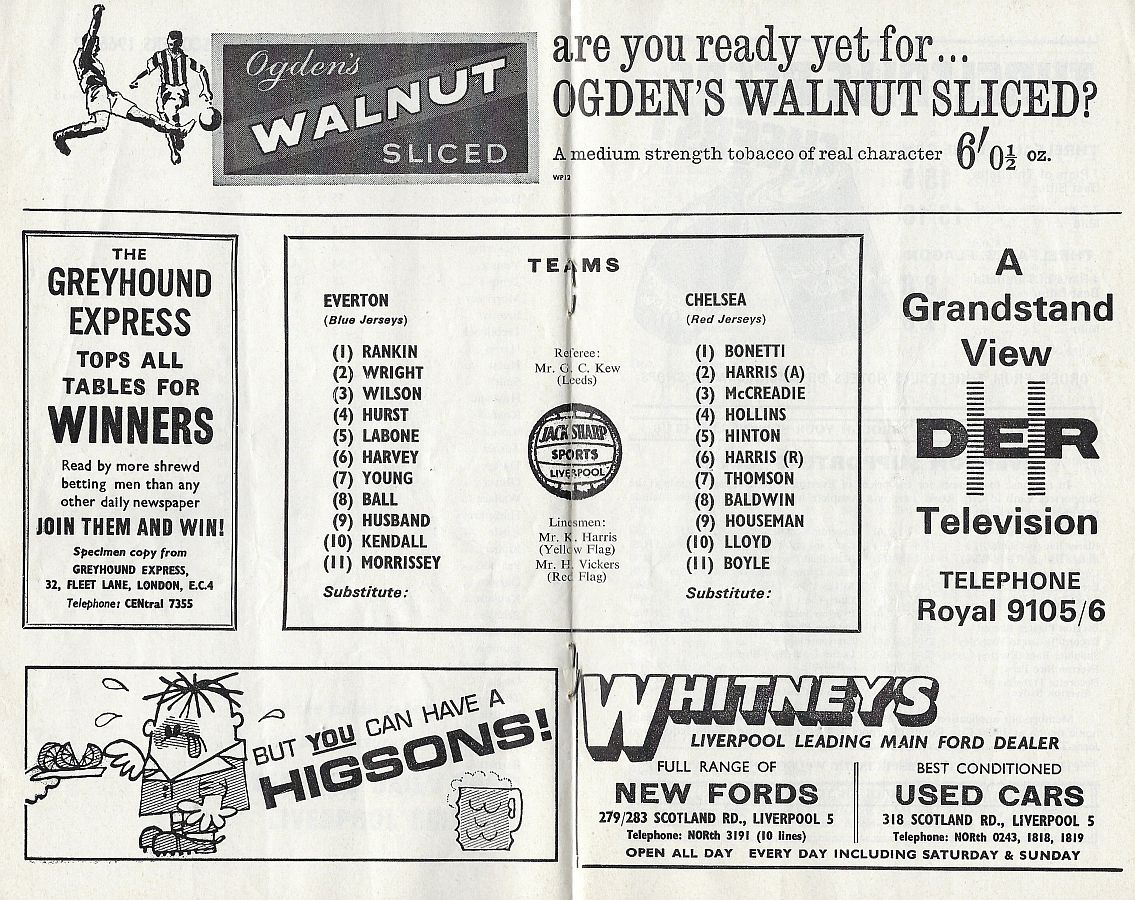 Ogden's
WALNUT
SLICED
are you ready yet for...
OGDEN'S WALNUT SLICED?
A medium strength tobacco of real character 6'0½ oz.
WP12
THE
GREYHOUND
EXPRESS
TOPS ALL
TABLES FOR
WINNERS
Read by more shrewd
betting men than any
other daily newspaper
JOIN THEM AND WIN!
Specimen copy from
GREYHOUND EXPRESS,
32, FLEET LANE, LONDON, E.C.4
Telephone: CENtral 7355
TEAMS
EVERTON
(Blue Jerseys)
(1) RANKIN
(2) WRIGHT
(3) WILSON
(4) HURST
(5) LABONE
(6) HARVEY
(7) YOUNG
(8) BALL
(9) HUSBAND
(10) KENDALL
(11) MORRISSEY
Substitute:
Referee:
Mr. G. C. Kew
(Leeds)
JACK SHARP
SPORTS
LIVERPOOL
Linesmen:
Mr. K. Harris
(Yellow Flag)
Mr. H. Vickers
(Red Flag)
CHELSEA
(Red Jerseys)
(1) BONETTI
(2) HARRIS (A)
(3) McCREADIE
(4) HOLLINS
(5) HINTON
(6) HARRIS (R)
(7) THOMSON
(8) BALDWIN
(9) HOUSEMAN
(10) LLOYD
(11) BOYLE
Substitute:
A
Grandstand
View
DER
Television
TELEPHONE
Royal 9105/6
BUT YOU CAN HAVE A
HIGSONS!
WHITNEY'S
LIVERPOOL LEADING MAIN FORD DEALER
FULL RANGE OF
NEW FORDS
279/283 SCOTLAND RD., LIVERPOOL 5
Telephone: NORth 3191 (10 lines)
BEST CONDITIONED
USED CARS
318 SCOTLAND RD., LIVERPOOL 5
Telephone: NORth 0243, 1818, 1819
OPEN ALL DAY EVERY DAY INCLUDING SATURDAY & SUNDAY